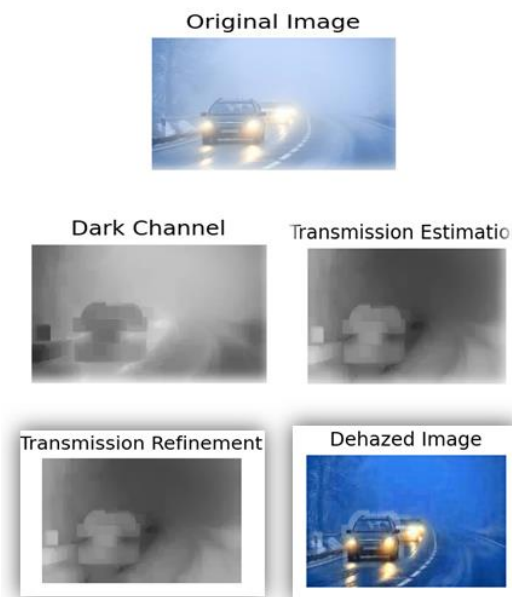 Original Image
Dark Channel
Transmission Estimatio
Transmission Refinement
Dehazed Image